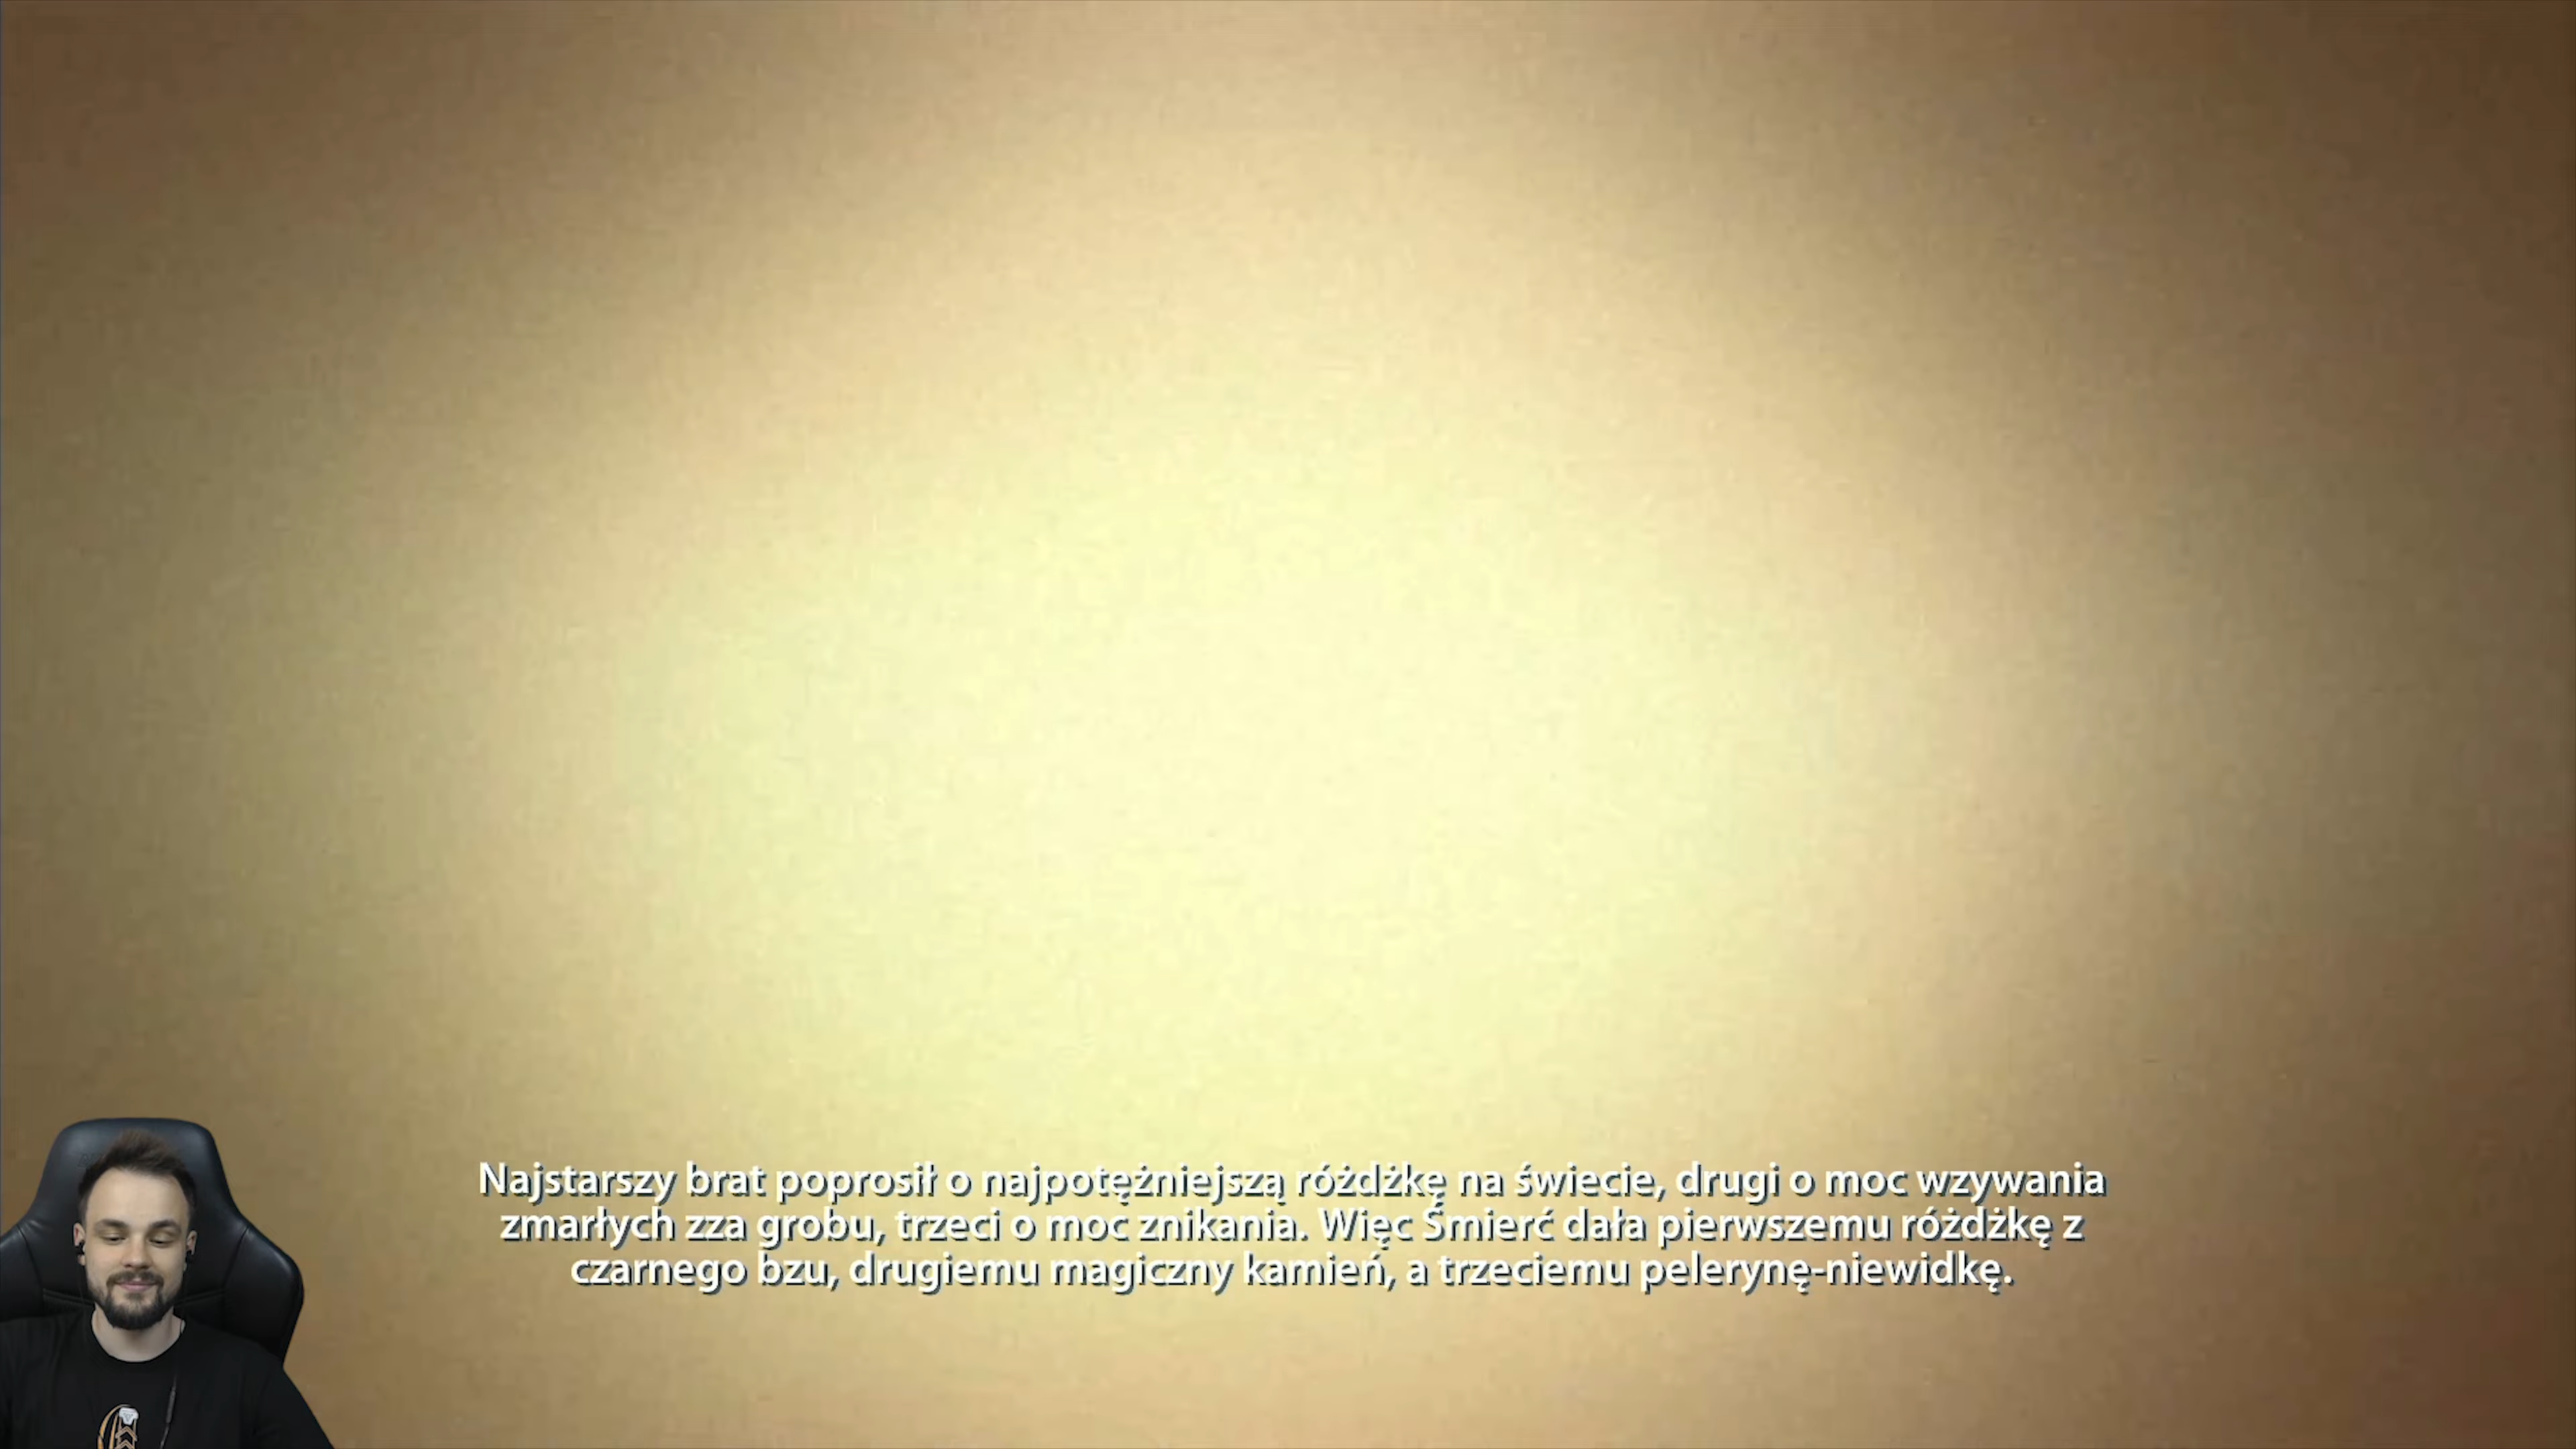 Najstarszy brat poprosił o najpotężniejszą różdżkę na świecie, drugi o moc wzywania
zmarłych zza grobu, trzeci o moc znikania. Więc Śmierć dała pierwszemu różdżkę z
czarnego bzu, drugiemu magiczny kamień, a trzeciemu pelerynę-niewidkę.